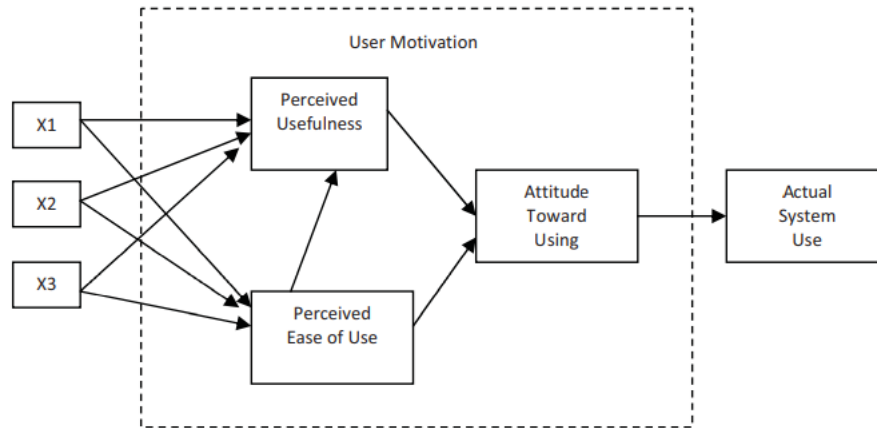 User Motivation
X1
X2
X3
Perceived
Usefulness
Perceived
Ease of Use
Attitude
Toward
Using
Actual
System
Use